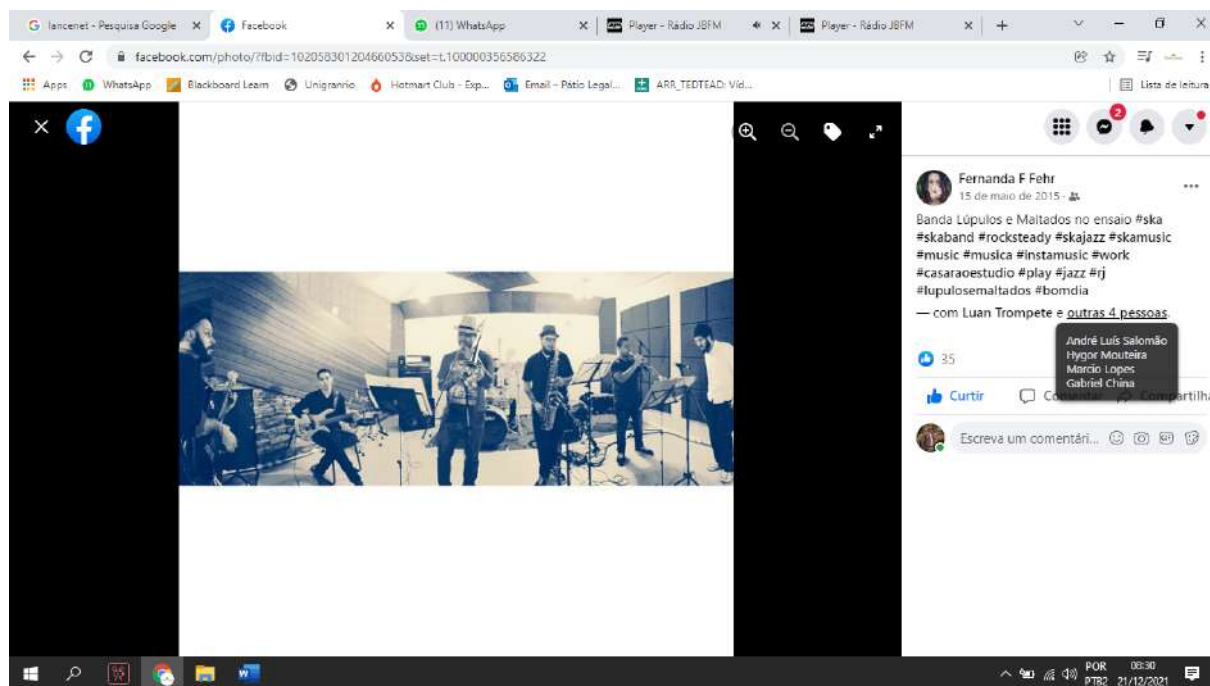 lancenet - Pesquisa Google
Facebook
(11) WhatsApp
Player - Rádio JBFM
Player - Rádio JBFM
facebook.com/photo/?fbid=10205830120466053&set=t.100000356586322
Apps
WhatsApp
Blackboard Learn
Unigranrio
Hotmart Club - Exp...
Email – Pátio Legal...
ARR_TEDTEAD: Víd...
Lista de leitura
2
Fernanda F Fehr
15 de maio de 2015 ·
Banda Lúpulos e Maltados no ensaio #ska
#skaband #rocksteady #skajazz #skamusic
#music #musica #instamusic #work
#casaraoestudio #play #jazz #rj
#lupulosemaltados #bomdia
— com Luan Trompete e outras 4 pessoas.
André Luís Salomão
Hygor Mouteira
Marcio Lopes
Gabriel China
35
Curtir
Comentar
Compartilha
Escreva um comentári...
POR
PTB2
08:30
21/12/2021